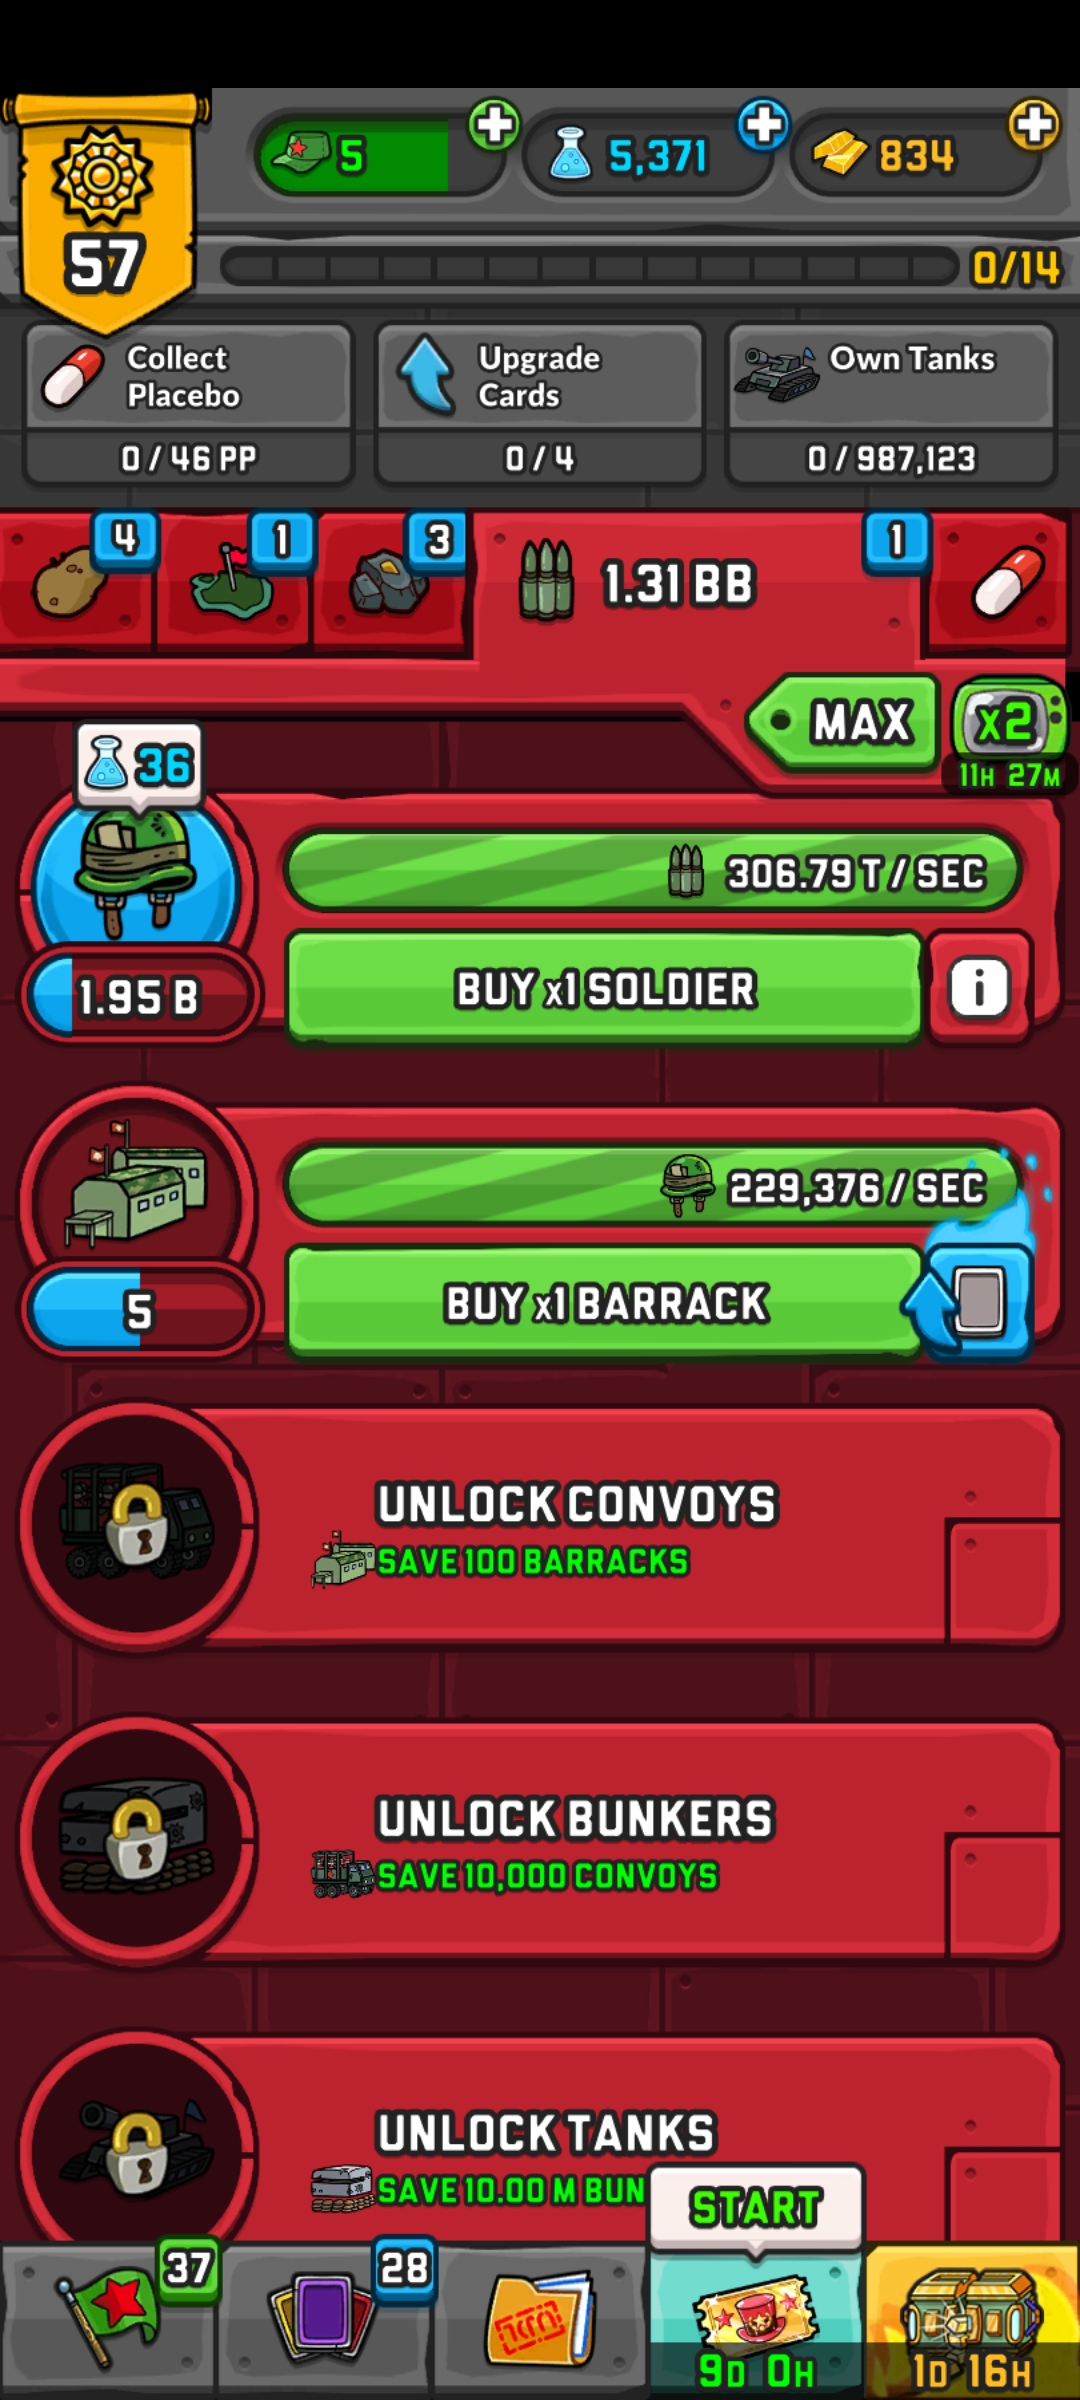 5
5,371
834
57
0/14
Collect
Placebo
0 / 46 PP
Upgrade
Cards
0 / 4
Own Tanks
0 / 987,123
4
1
3
1.31 BB
1
MAX
x2
11H 27M
36
306.79 T / SEC
1.95 B
BUY x1 SOLDIER
i
229,376 / SEC
5
BUY x1 BARRACK
UNLOCK CONVOYS
SAVE 100 BARRACKS
UNLOCK BUNKERS
SAVE 10,000 CONVOYS
UNLOCK TANKS
SAVE 10.00 M BUN
START
37
28
9D 0H
1D 16H